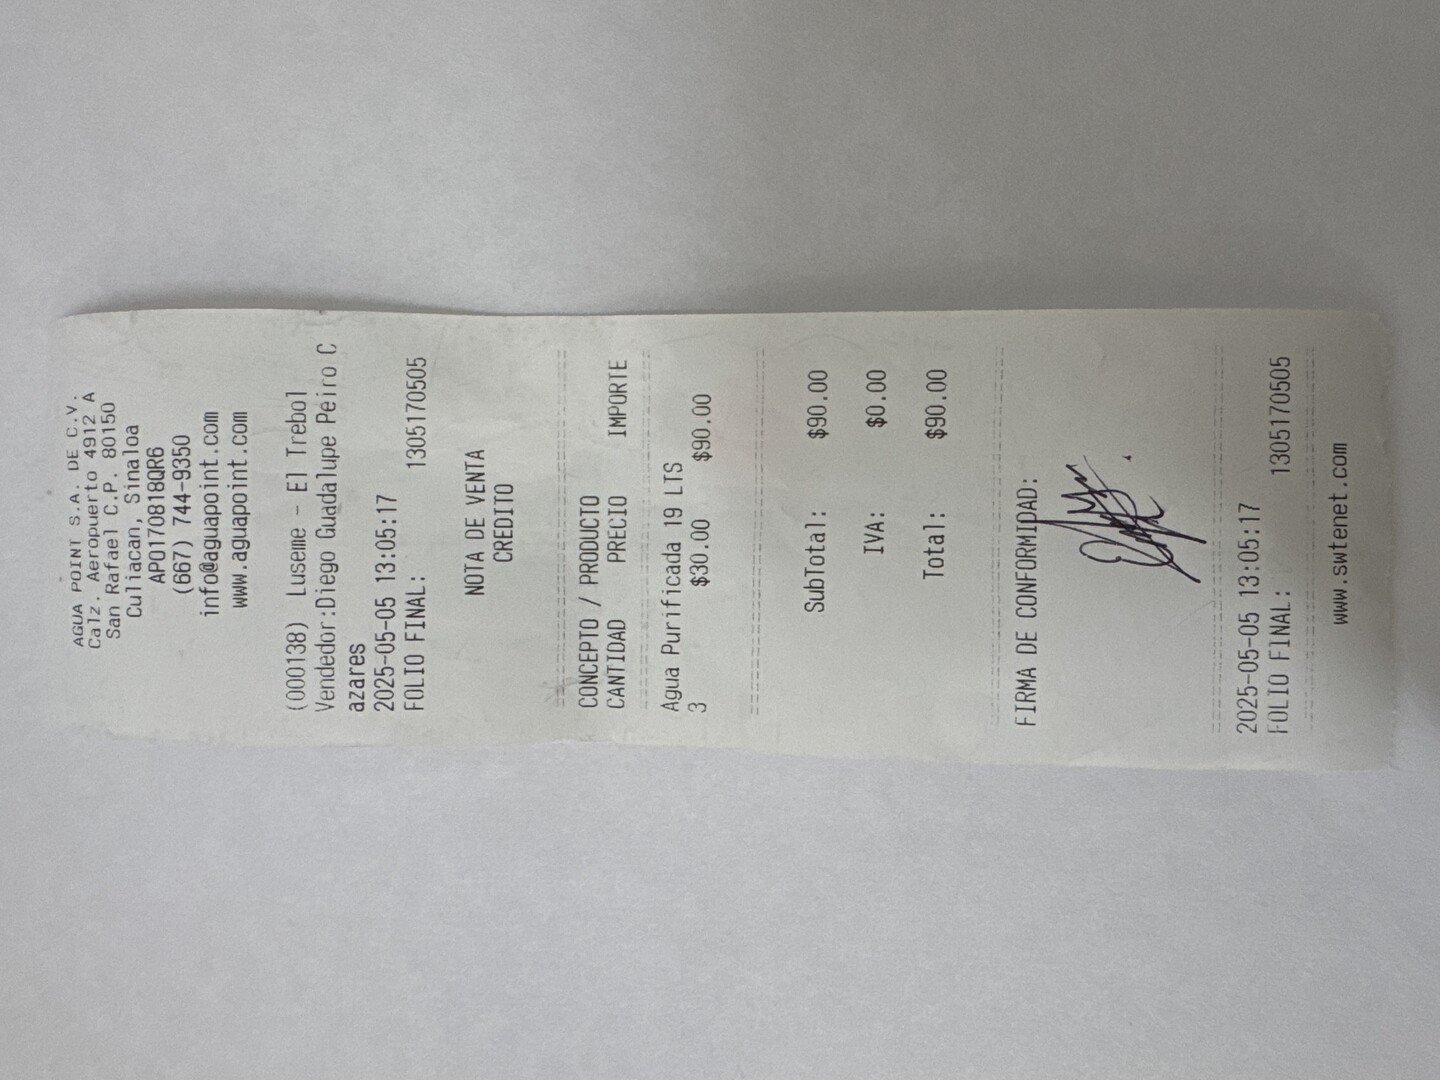 AGUA POINT S.A. DE C.V.
Calz. Aeropuerto 4912 A
San Rafael C.P. 80150
Culiacan, Sinaloa
APO170818QR6
(667) 744-9350
info@aguapoint.com
www.aguapoint.com
(000138) Luseme - El Trebol
Vendedor:Diego Guadalupe Peiro C
azares
2025-05-05 13:05:17
FOLIO FINAL: 1305170505
NOTA DE VENTA
CREDITO
CONCEPTO / PRODUCTO
CANTIDAD PRECIO IMPORTE
Agua Purificada 19 LTS
3 $30.00 $90.00
SubTotal: $90.00
IVA: $0.00
Total: $90.00
FIRMA DE CONFORMIDAD:
2025-05-05 13:05:17
FOLIO FINAL: 1305170505
www.swtenet.com